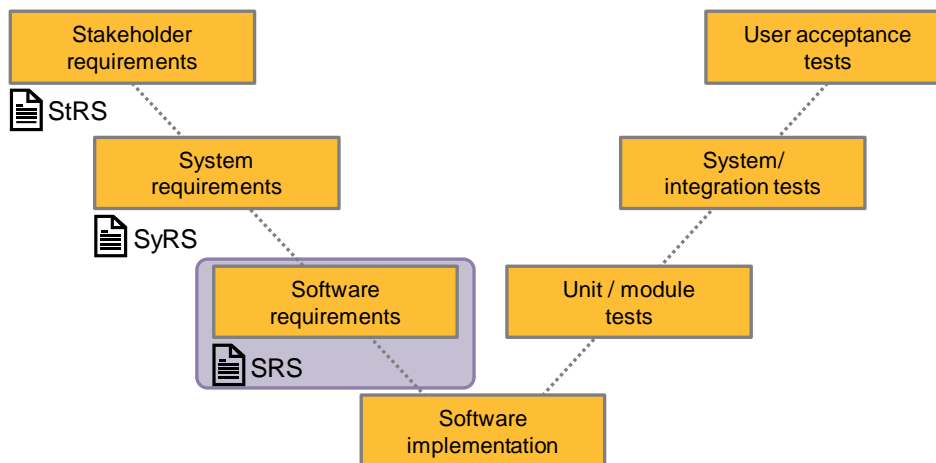 Stakeholder
requirements
User acceptance
tests
StRS
System
requirements
System/
integration tests
SyRS
Software
requirements
Unit / module
tests
SRS
Software
implementation